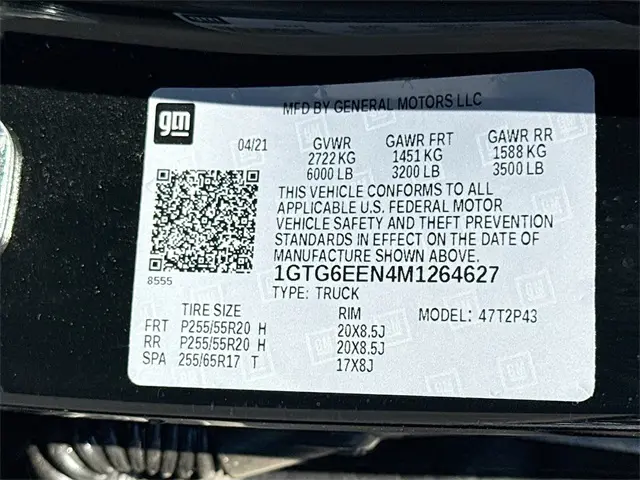 MFD BY GENERAL MOTORS LLC
gm
04/21 GVWR GAWR FRT GAWR RR
2722 KG 1451 KG 1588 KG
6000 LB 3200 LB 3500 LB
THIS VEHICLE CONFORMS TO ALL
APPLICABLE U.S. FEDERAL MOTOR
VEHICLE SAFETY AND THEFT PREVENTION
STANDARDS IN EFFECT ON THE DATE OF
MANUFACTURE SHOWN ABOVE.
8555
1GTG6EEN4M1264627
TYPE: TRUCK
TIRE SIZE RIM MODEL: 47T2P43
FRT P255/55R20 H 20X8.5J
RR P255/55R20 H 20X8.5J
SPA 255/65R17 T 17X8J